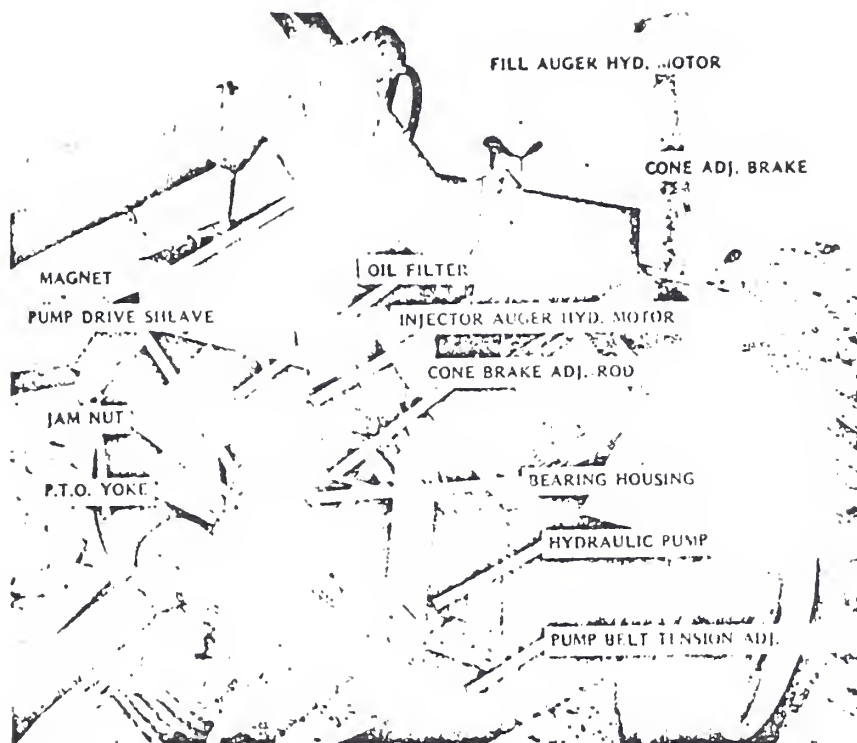 FILL AUGER HYD. MOTOR
CONE ADJ. BRAKE
MAGNET
OIL FILTER
PUMP DRIVE SHEAVE
INJECTOR AUGER HYD. MOTOR
CONE BRAKE ADJ. ROD
JAM NUT
P.T.O. YOKE
BEARING HOUSING
HYDRAULIC PUMP
PUMP BELT TENSION ADJ.